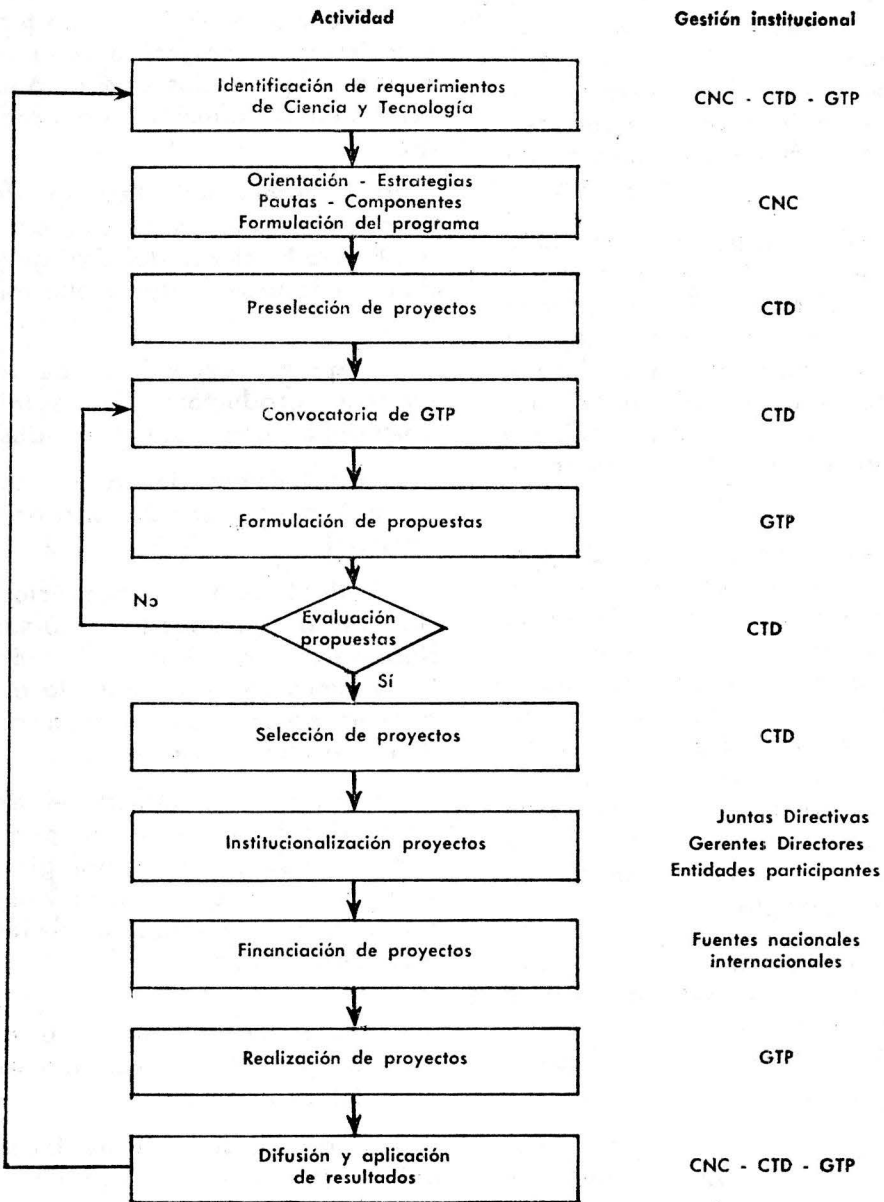 Actividad
Gestión institucional
Identificación de requerimientos
de Ciencia y Tecnología
CNC - CTD - GTP
Orientación - Estrategias
Pautas - Componentes
Formulación del programa
CNC
Preselección de proyectos
CTD
Convocatoria de GTP
CTD
Formulación de propuestas
GTP
No
Evaluación
propuestas
CTD
Sí
Selección de proyectos
CTD
Institucionalización proyectos
Juntas Directivas
Gerentes Directores
Entidades participantes
Financiación de proyectos
Fuentes nacionales
internacionales
Realización de proyectos
GTP
Difusión y aplicación
de resultados
CNC - CTD - GTP